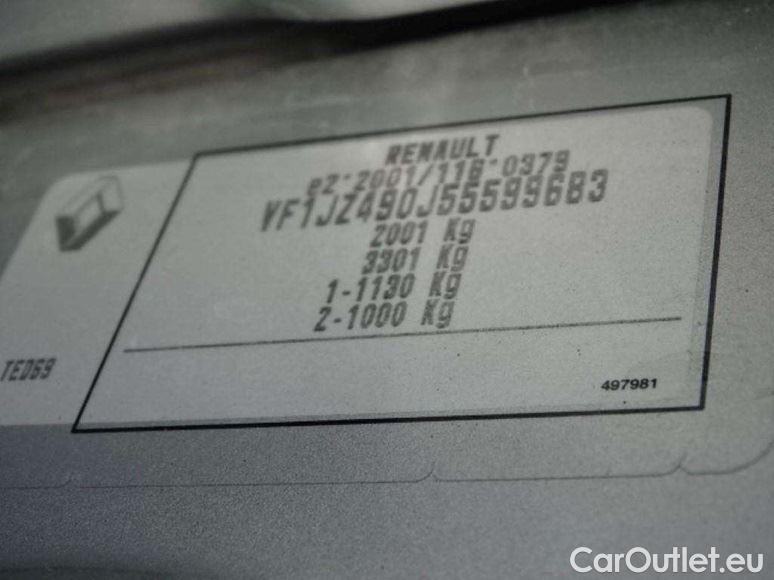 RENAULT
e2*2001/116*0379
VF1JZ490J55599683
2001 Kg
3301 Kg
1-1130 Kg
2-1000 Kg
TED69
497981
CarOutlet.eu